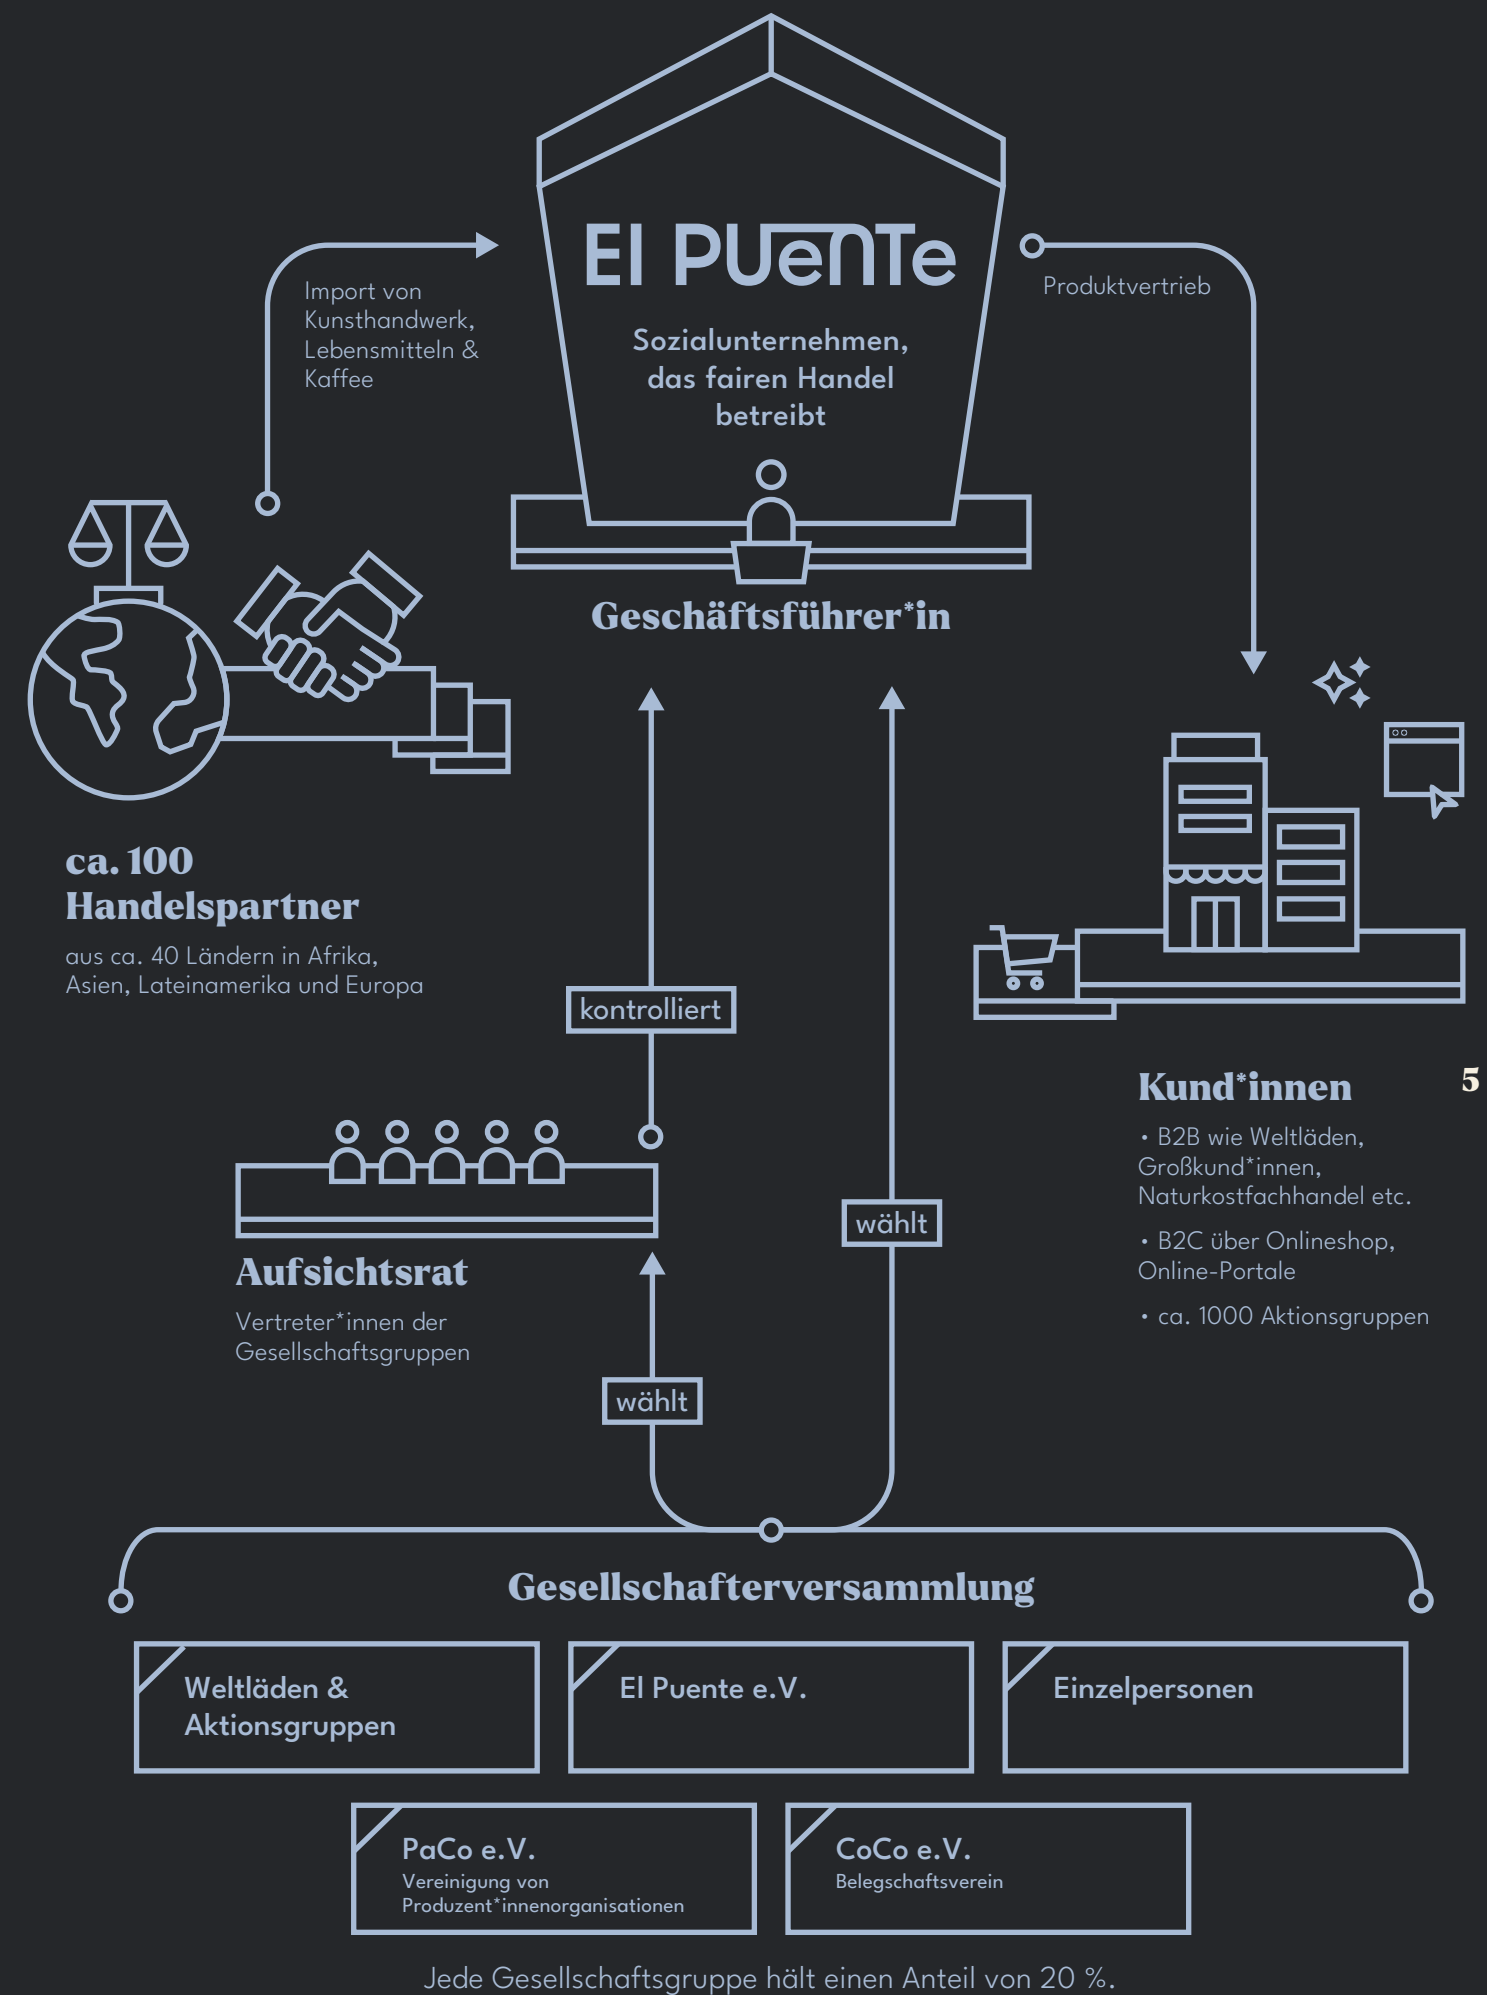 El Puente
Sozialunternehmen,
das fairen Handel
betreibt
Import von
Kunsthandwerk,
Lebensmitteln &
Kaffee
Produktvertrieb
Geschäftsführer*in
ca. 100
Handelspartner
aus ca. 40 Ländern in Afrika,
Asien, Lateinamerika und Europa
kontrolliert
Kund*innen
5
• B2B wie Weltläden,
Großkund*innen,
Naturkostfachhandel etc.
• B2C über Onlineshop,
Online-Portale
• ca. 1000 Aktionsgruppen
wählt
Aufsichtsrat
Vertreter*innen der
Gesellschaftsgruppen
wählt
Gesellschafterversammlung
Weltläden &
Aktionsgruppen
El Puente e.V.
Einzelpersonen
PaCo e.V.
Vereinigung von
Produzent*innenorganisationen
CoCo e.V.
Belegschaftsverein
Jede Gesellschaftsgruppe hält einen Anteil von 20 %.